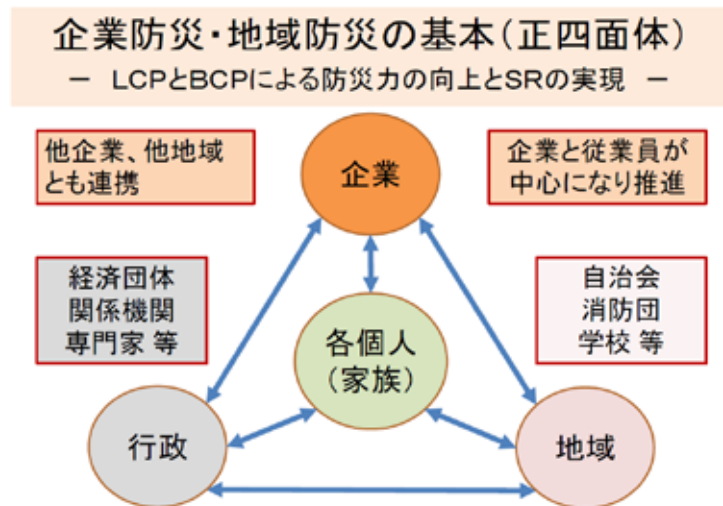 企業防災・地域防災の基本(正四面体)
－ LCPとBCPによる防災力の向上とSRの実現 －
他企業、他地域
とも連携
企業
企業と従業員が
中心になり推進
経済団体
関係機関
専門家 等
各個人
(家族)
自治会
消防団
学校 等
行政
地域